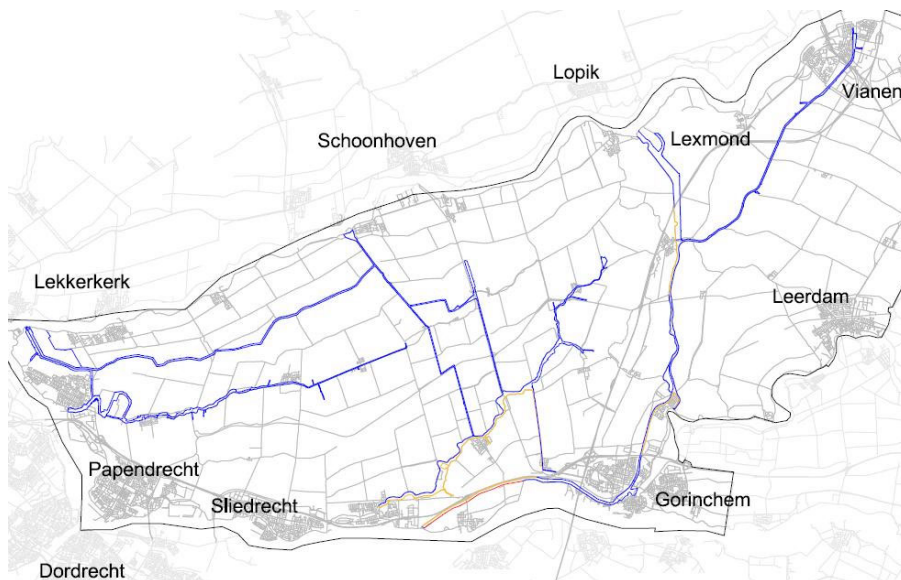 Lopik
Vianen
Schoonhoven
Lexmond
Lekkerkerk
Leerdam
Papendrecht
Sliedrecht
Gorinchem
Dordrecht